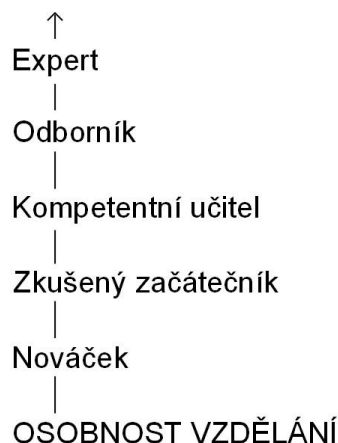 Expert
Odborník
Kompetentní učitel
Zkušený začátečník
Nováček
OSOBNOST VZDĚLÁNÍ